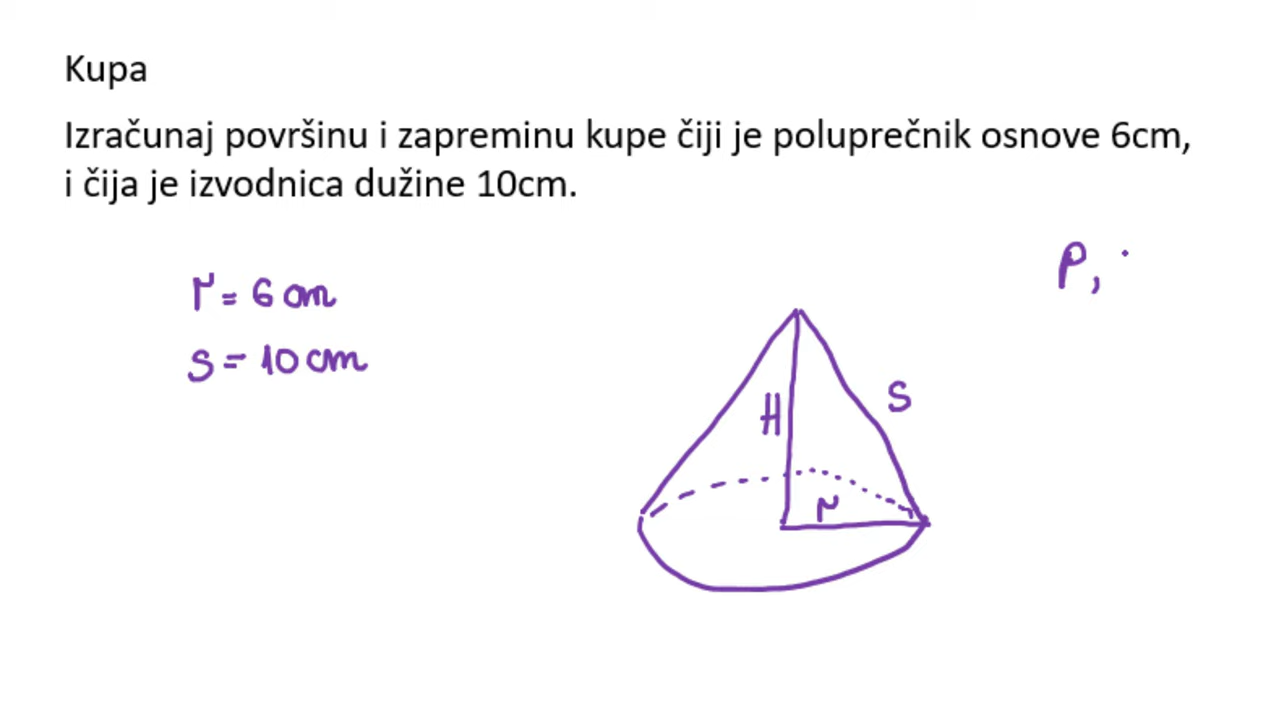 Kupa
Izračunaj površinu i zapreminu kupe čiji je poluprečnik osnove 6cm,
i čija je izvodnica dužine 10cm.
P,
r = 6 cm
s = 10 cm
H
s
r